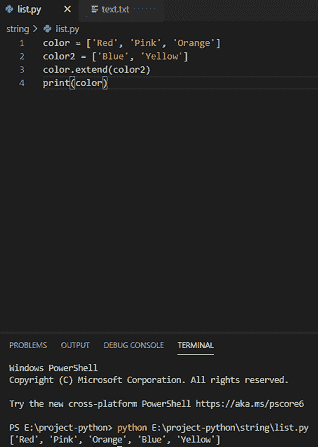 list.py
text.txt
string > list.py
1 color = ['Red', 'Pink', 'Orange']
2 color2 = ['Blue', 'Yellow']
3 color.extend(color2)
4 print(color)
PROBLEMS OUTPUT DEBUG CONSOLE TERMINAL
Windows PowerShell
Copyright (C) Microsoft Corporation. All rights reserved.
Try the new cross-platform PowerShell https://aka.ms/pscore6
PS E:\project-python> python E:\project-python\string\list.py
['Red', 'Pink', 'Orange', 'Blue', 'Yellow']